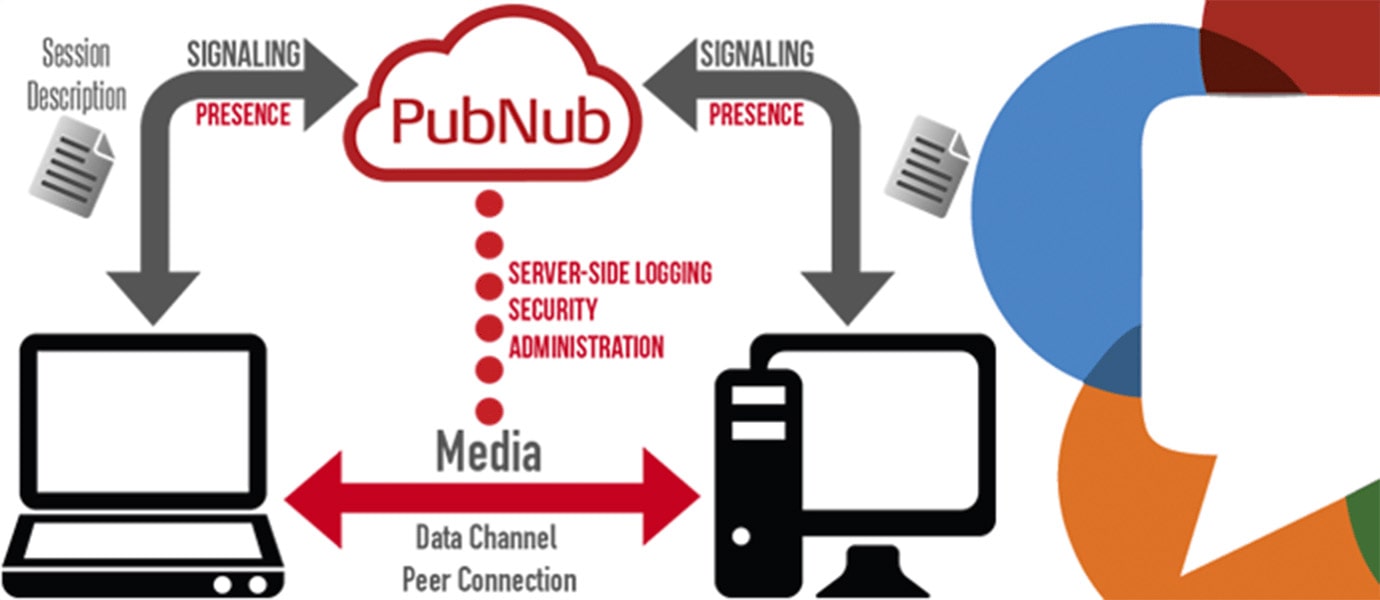 Session
Description
SIGNALING
PRESENCE
PubNub
SIGNALING
PRESENCE
SERVER-SIDE LOGGING
SECURITY
ADMINISTRATION
Media
Data Channel
Peer Connection